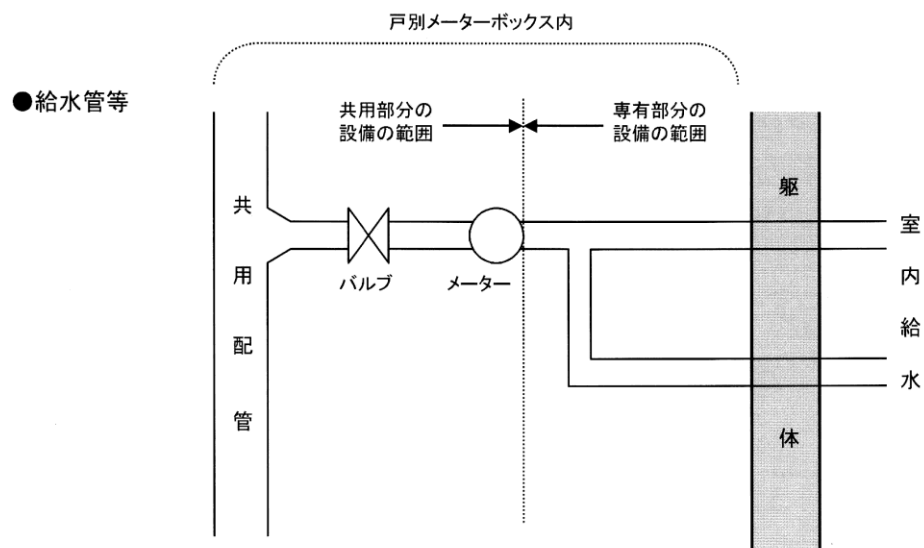 戸別メーターボックス内
●給水管等
共用部分の
設備の範囲
専有部分の
設備の範囲
共用配管
バルブ
メーター
躯体
室内給水